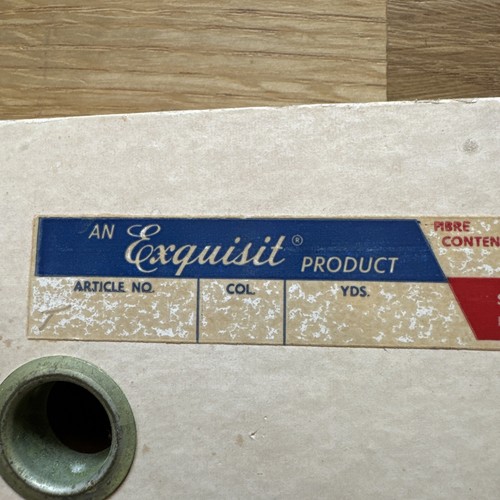 AN Exquisit® PRODUCT
FIBRE
CONTEN
ARTICLE NO. COL. YDS.